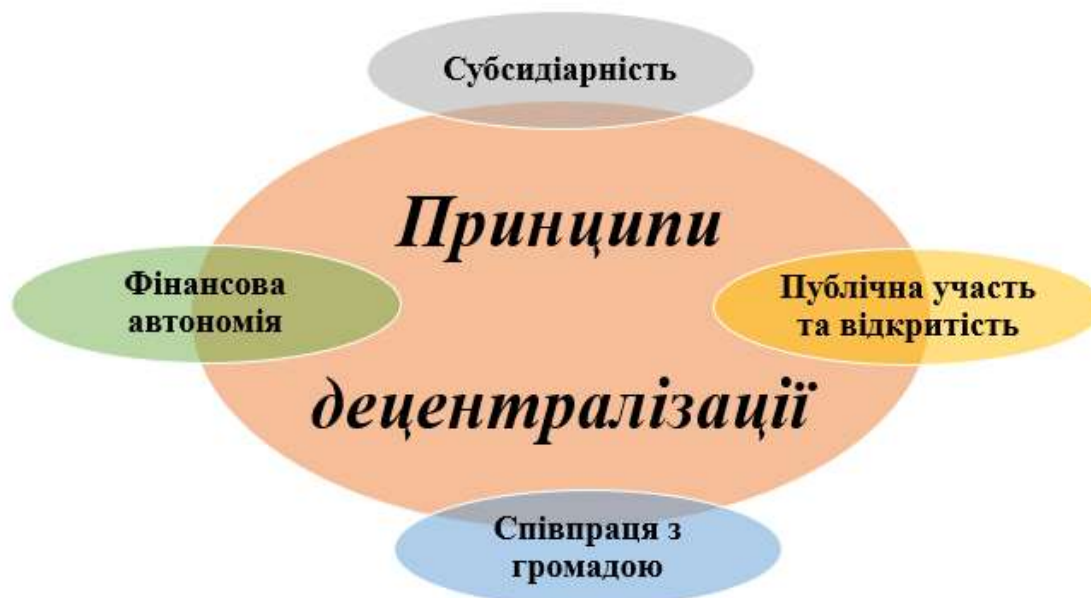 Субсидіарність
Принципи
децентралізації
Фінансова
автономія
Публічна участь
та відкритість
Співпраця з
громадою